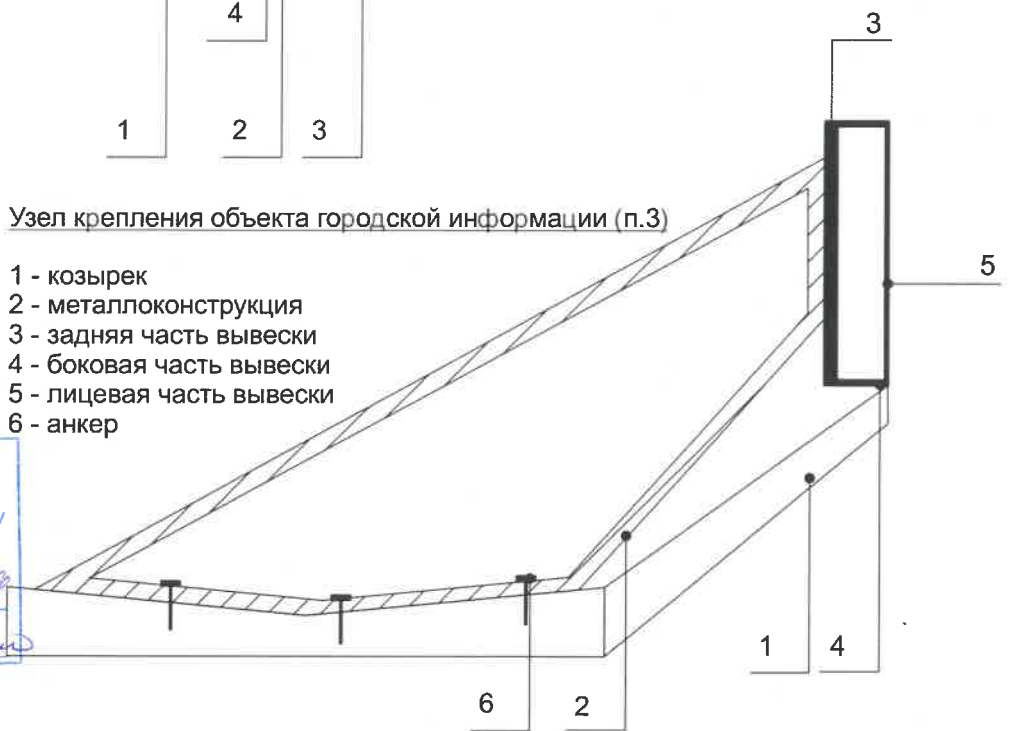 4
3
1 2 3
Узел крепления объекта городской информации (п.3)
5
1 - козырек
2 - металлоконструкция
3 - задняя часть вывески
4 - боковая часть вывески
5 - лицевая часть вывески
6 - анкер
1 4
6 2